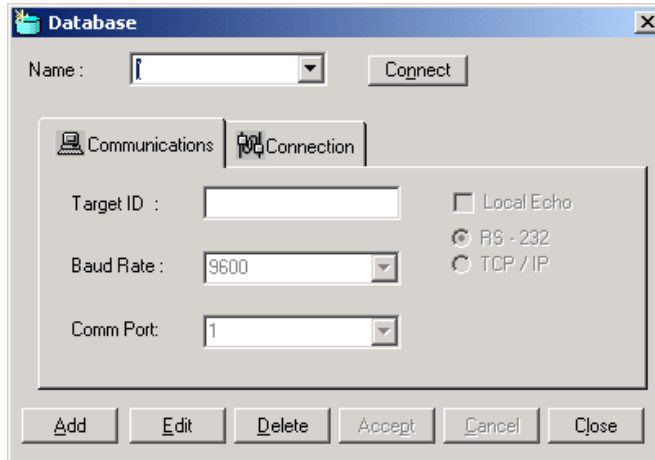 Database
Name : Connect
Communications Connection
Target ID : Local Echo
RS - 232
Baud Rate : 9600 TCP / IP
Comm Port: 1
Add Edit Delete Accept Cancel Close